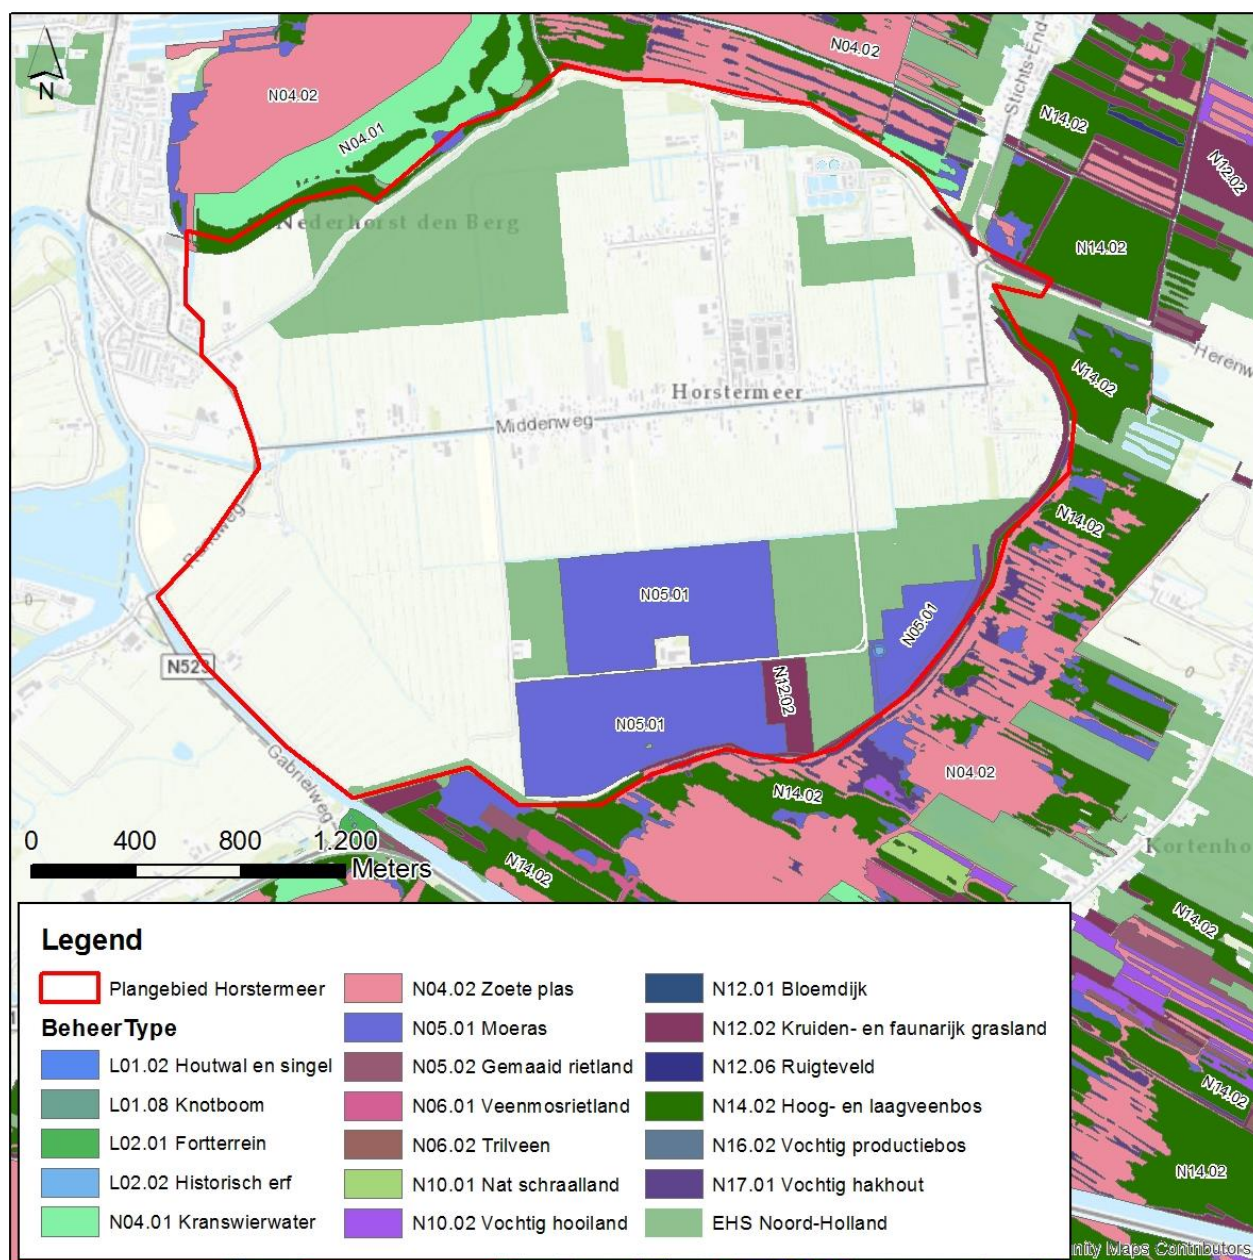 N04.02
N04.02
Stichts-End
N
N04.01
N14.02
N12.02
Nederhorst den Berg
N14.02
Herenw
N14.02
Horstermeer
Middenweg
N14.02
N05.01
N05.01
N523
N12.02
N05.01
Gabrielweg
N04.02
N14.02
0 400 800 1.200
Meters
N14.02
Kortenho
N14.02
Legend
Plangebied Horstermeer
BeheerType
L01.02 Houtwal en singel
L01.08 Knotboom
L02.01 Fortterrein
L02.02 Historisch erf
N04.01 Kranswierwater
N04.02 Zoete plas
N05.01 Moeras
N05.02 Gemaaid rietland
N06.01 Veenmosrietland
N06.02 Trilveen
N10.01 Nat schraalland
N10.02 Vochtig hooiland
N12.01 Bloemdijk
N12.02 Kruiden- en faunarijk grasland
N12.06 Ruigteveld
N14.02 Hoog- en laagveenbos
N16.02 Vochtig productiebos
N17.01 Vochtig hakhout
EHS Noord-Holland
N14.02
N14.02
nity Maps Contributors